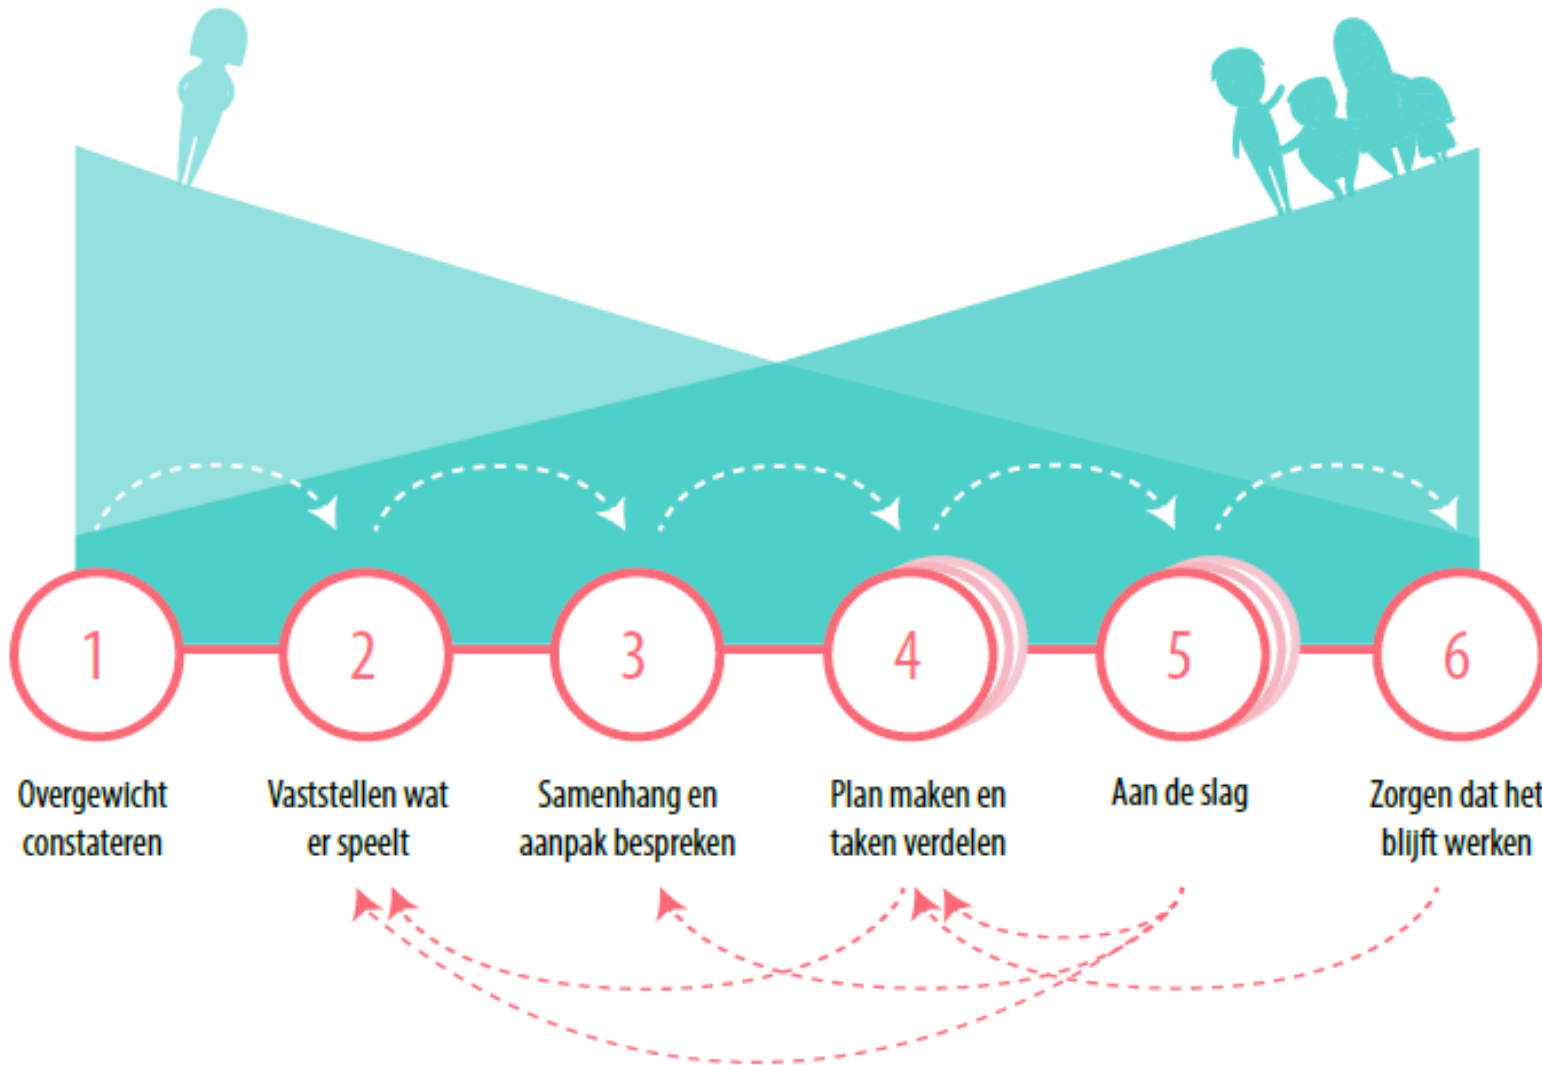 1
2
3
4
5
6
Overgewicht
constateren
Vaststellen wat
er speelt
Samenhang en
aanpak bespreken
Plan maken en
taken verdelen
Aan de slag
Zorgen dat het
blijft werken